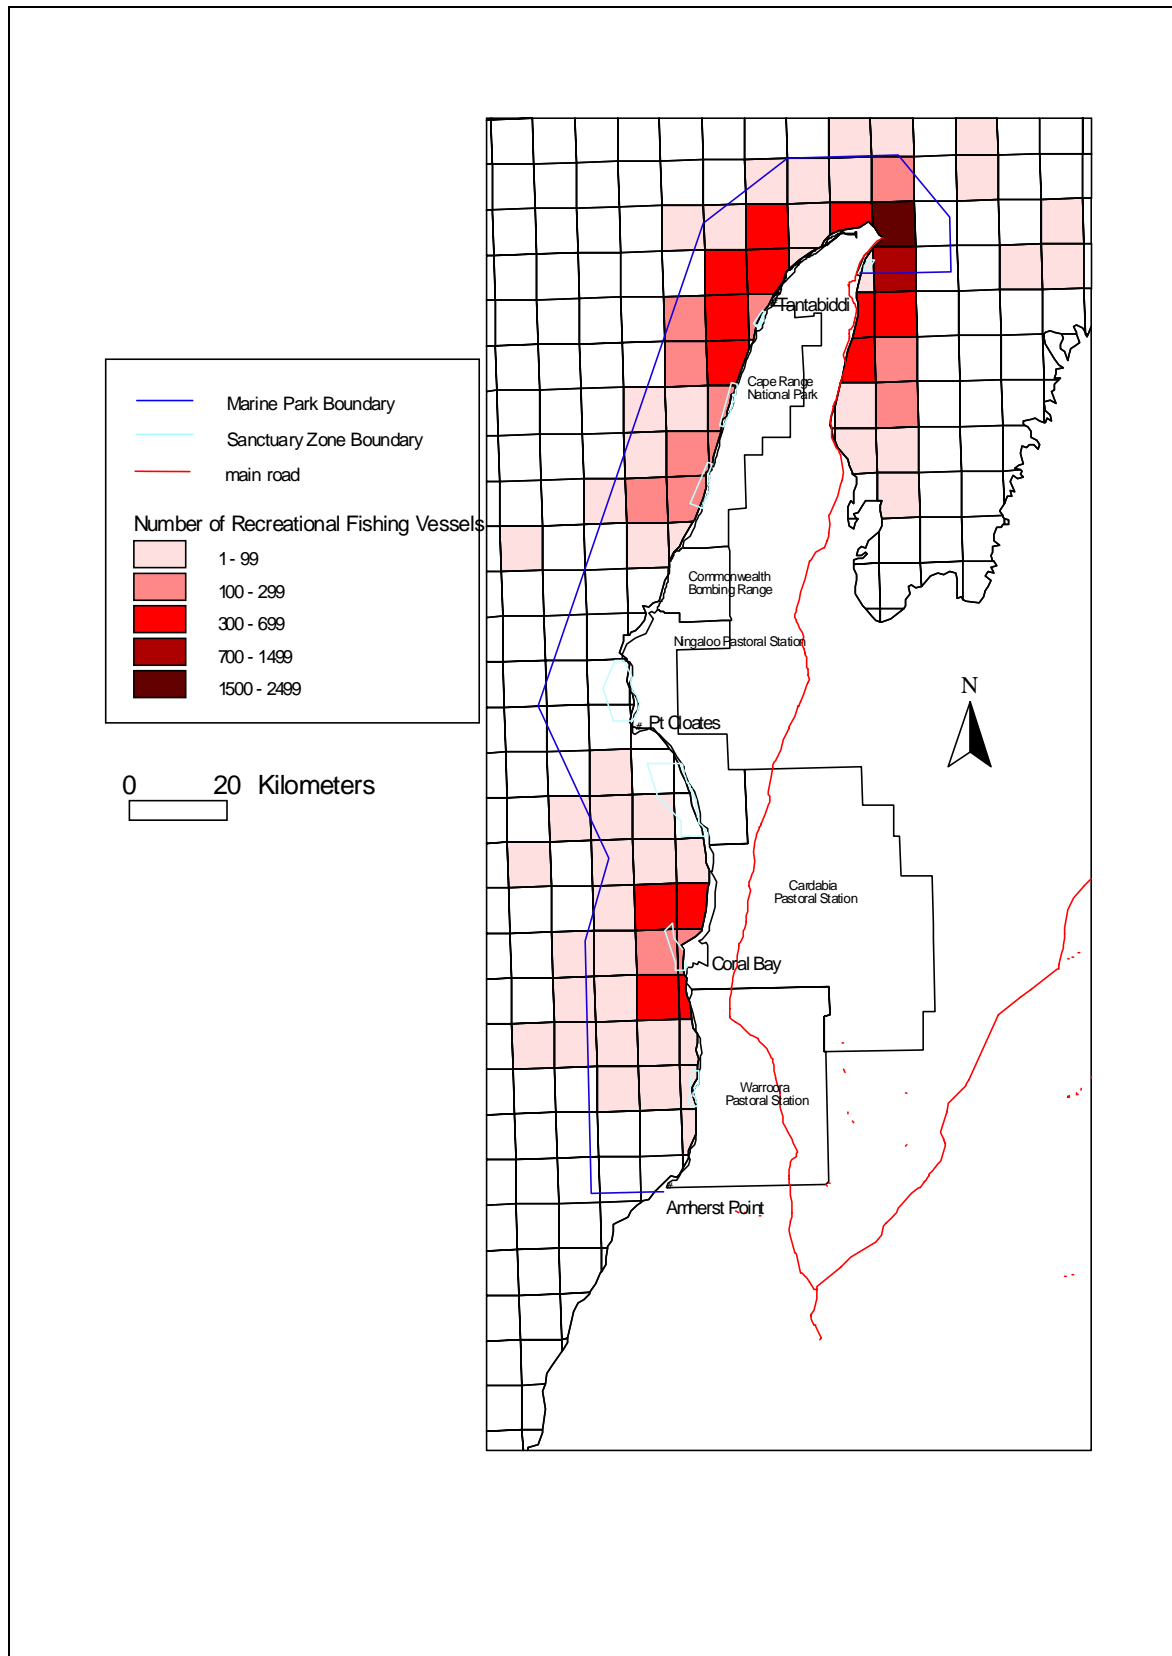 Tantabiddi
Cape Range
National Park
Marine Park Boundary
Sanctuary Zone Boundary
main road
Number of Recreational Fishing Vessels
1 - 99
100 - 299
300 - 699
700 - 1499
1500 - 2499
Commonwealth
Bombing Range
Ningaloo Pastoral Station
N
Pt Cloates
0 20 Kilometers
Cardabia
Pastoral Station
Coral Bay
Warroora
Pastoral Station
Amherst Point